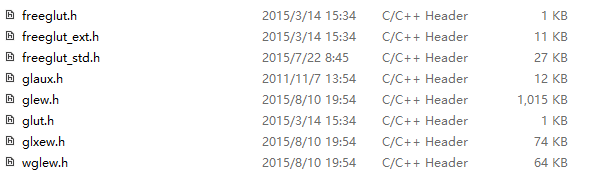 freeglut.h 2015/3/14 15:34 C/C++ Header 1 KB
freeglut_ext.h 2015/3/14 15:34 C/C++ Header 11 KB
freeglut_std.h 2015/7/22 8:45 C/C++ Header 27 KB
glaux.h 2011/11/7 13:54 C/C++ Header 12 KB
glew.h 2015/8/10 19:54 C/C++ Header 1,015 KB
glut.h 2015/3/14 15:34 C/C++ Header 1 KB
glxew.h 2015/8/10 19:54 C/C++ Header 74 KB
wglew.h 2015/8/10 19:54 C/C++ Header 64 KB